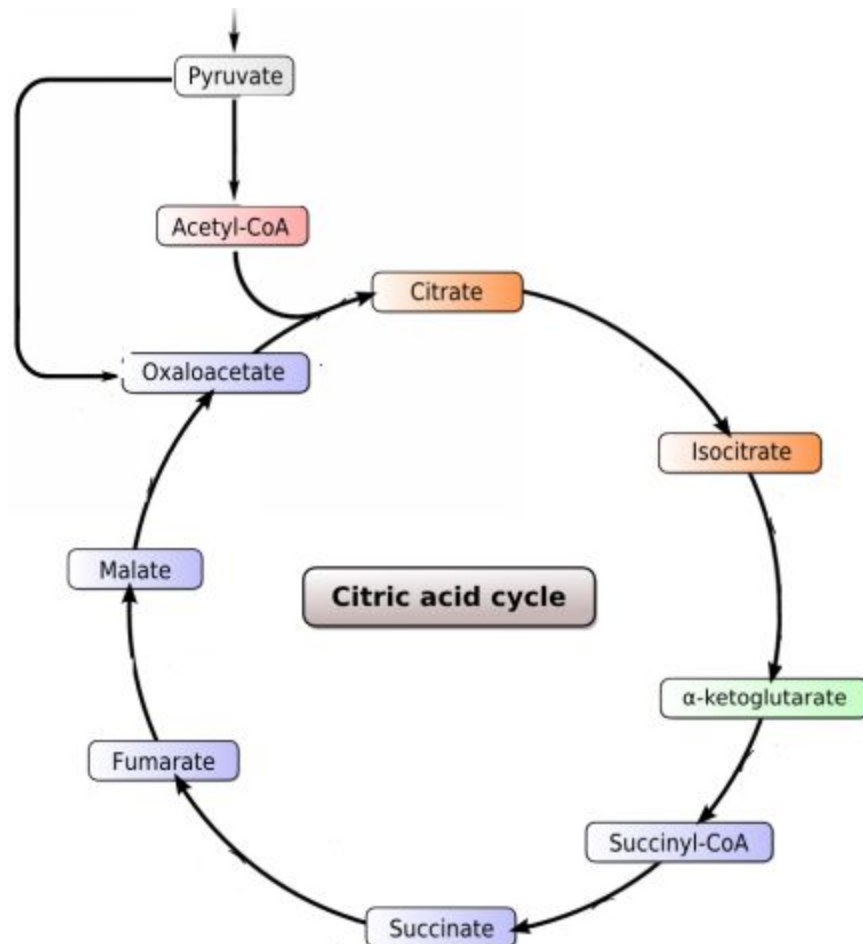 Pyruvate
Acetyl-CoA
Citrate
Oxaloacetate
Isocitrate
Malate
Citric acid cycle
α-ketoglutarate
Fumarate
Succinyl-CoA
Succinate